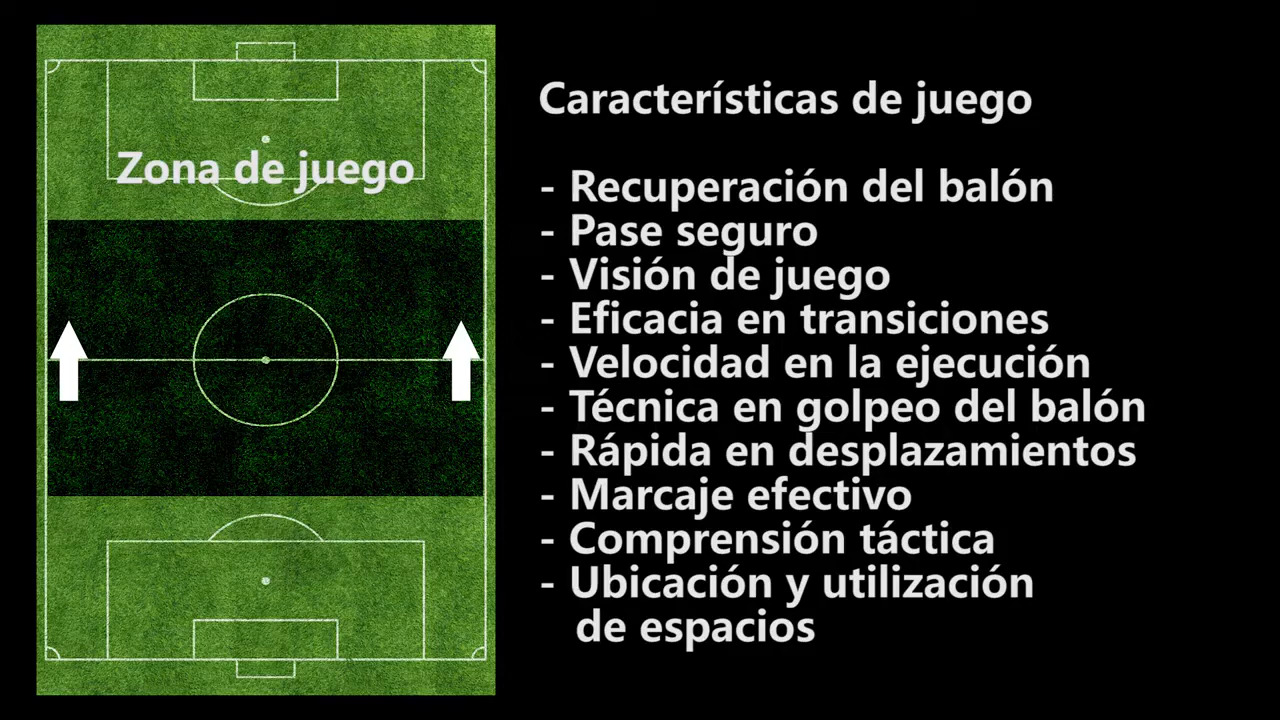 Zona de juego
Características de juego
- Recuperación del balón
- Pase seguro
- Visión de juego
- Eficacia en transiciones
- Velocidad en la ejecución
- Técnica en golpeo del balón
- Rápida en desplazamientos
- Marcaje efectivo
- Comprensión táctica
- Ubicación y utilización
de espacios